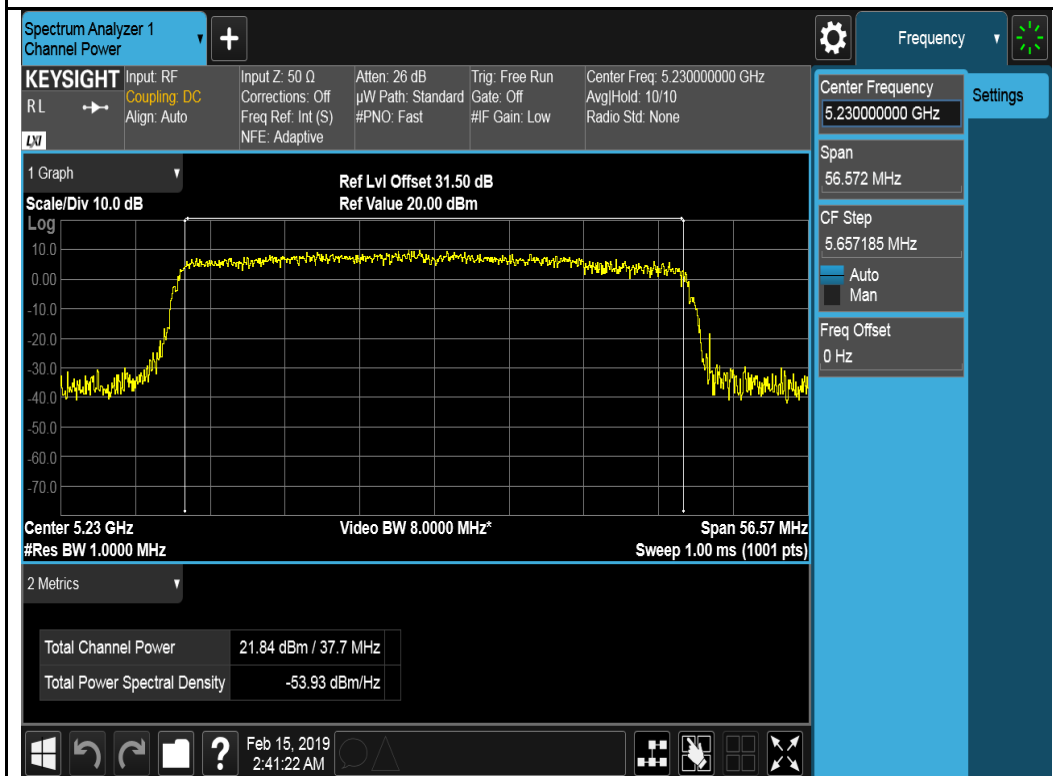 Spectrum Analyzer 1
Channel Power
+
Frequency
KEYSIGHT
RL
LXI
Input: RF
Coupling: DC
Align: Auto
Input Z: 50 Ω
Corrections: Off
Freq Ref: Int (S)
NFE: Adaptive
Atten: 26 dB
µW Path: Standard
#PNO: Fast
Trig: Free Run
Gate: Off
#IF Gain: Low
Center Freq: 5.230000000 GHz
Avg|Hold: 10/10
Radio Std: None
Center Frequency
5.230000000 GHz
Settings
Span
56.572 MHz
CF Step
5.657185 MHz
Auto
Man
Freq Offset
0 Hz
1 Graph
Scale/Div 10.0 dB
Ref Lvl Offset 31.50 dB
Ref Value 20.00 dBm
Log
10.0
0.00
-10.0
-20.0
-30.0
-40.0
-50.0
-60.0
-70.0
Center 5.23 GHz
Video BW 8.0000 MHz*
Span 56.57 MHz
#Res BW 1.0000 MHz
Sweep 1.00 ms (1001 pts)
2 Metrics
Total Channel Power 21.84 dBm / 37.7 MHz
Total Power Spectral Density -53.93 dBm/Hz
?
Feb 15, 2019
2:41:22 AM